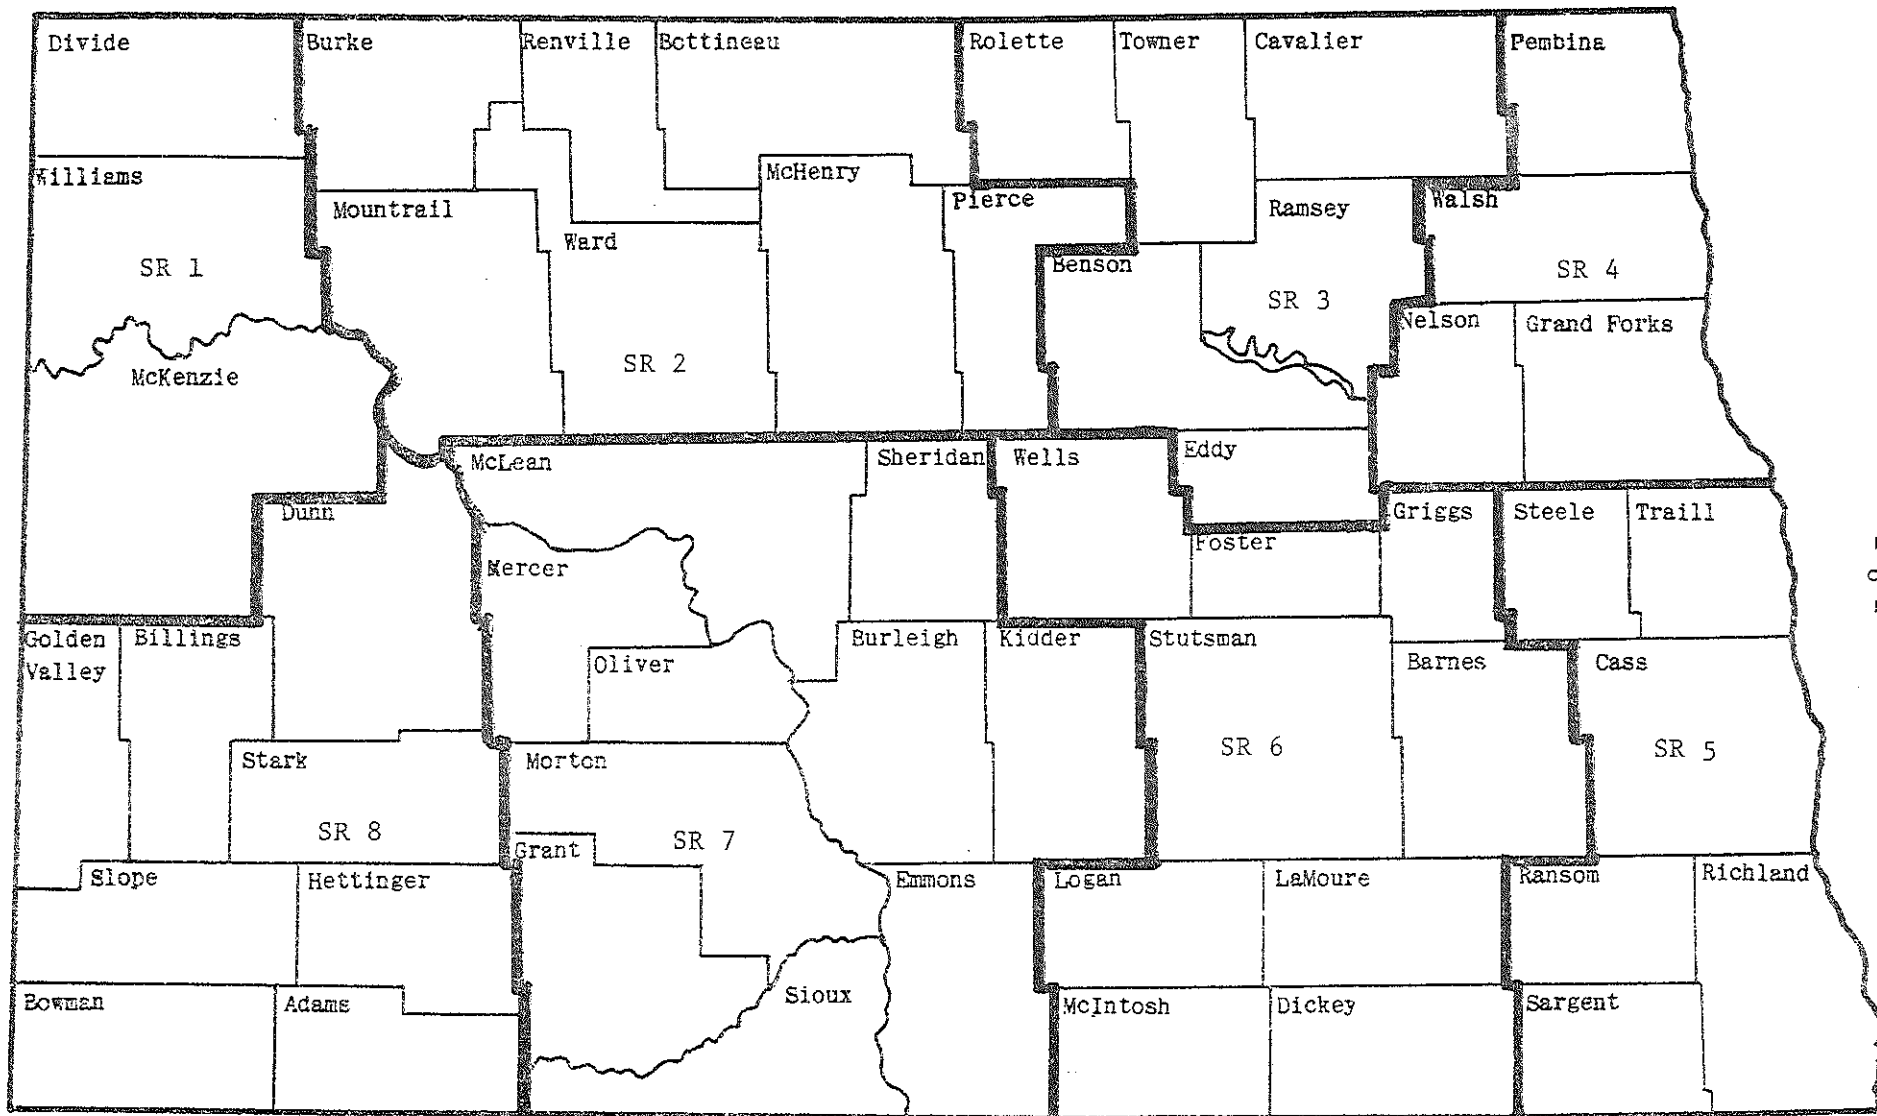 Divide
Burke
Renville
Bottineau
Rolette
Towner
Cavalier
Pembina
Williams
McHenry
Mountrail
Pierce
Ramsey
Walsh
Ward
Benson
SR 1
SR 4
SR 3
Nelson
Grand Forks
SR 2
McKenzie
McLean
Sheridan
Wells
Eddy
Dunn
Griggs
Steele
Traill
Foster
Mercer
Golden
Valley
Billings
Burleigh
Kidder
Stutsman
Oliver
Barnes
Cass
Stark
Morton
SR 6
SR 5
SR 8
SR 7
Grant
Slope
Hettinger
Emmons
Logan
LaMoure
Ransom
Richland
Bowman
Adams
Sioux
McIntosh
Dickey
Sargent